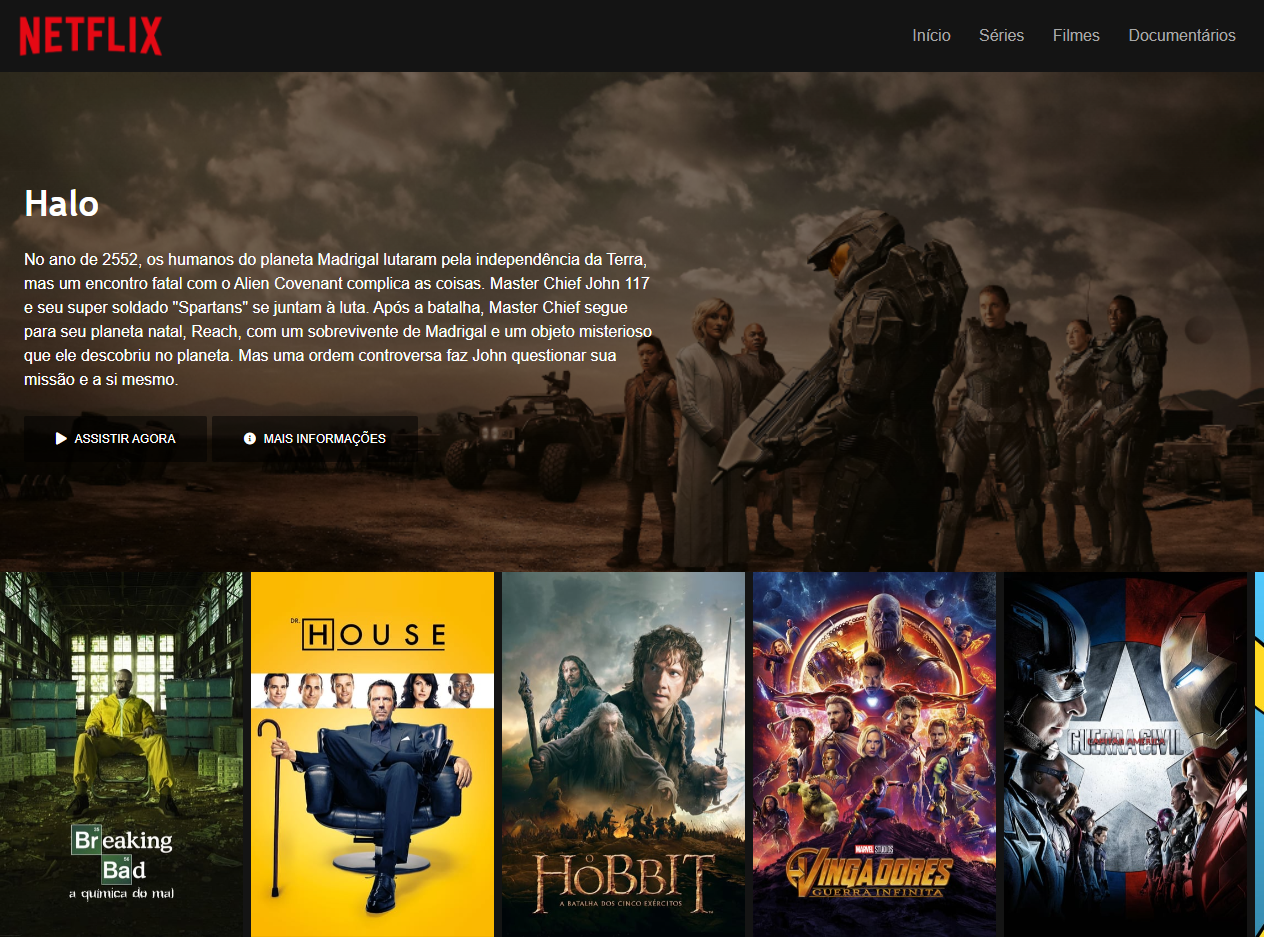 NETFLIX
Início Séries Filmes Documentários
Halo
No ano de 2552, os humanos do planeta Madrigal lutaram pela independência da Terra,
mas um encontro fatal com o Alien Covenant complica as coisas. Master Chief John 117
e seu super soldado "Spartans" se juntam à luta. Após a batalha, Master Chief segue
para seu planeta natal, Reach, com um sobrevivente de Madrigal e um objeto misterioso
que ele descobriu no planeta. Mas uma ordem controversa faz John questionar sua
missão e a si mesmo.
ASSISTIR AGORA
MAIS INFORMAÇÕES
Breaking
Bad
a química do mal
DR. HOUSE
O HOBBIT
A BATALHA DOS CINCO EXÉRCITOS
MARVEL STUDIOS
VINGADORES
GUERRA INFINITA
CAPITÃO AMÉRICA
GUERRA CIVIL